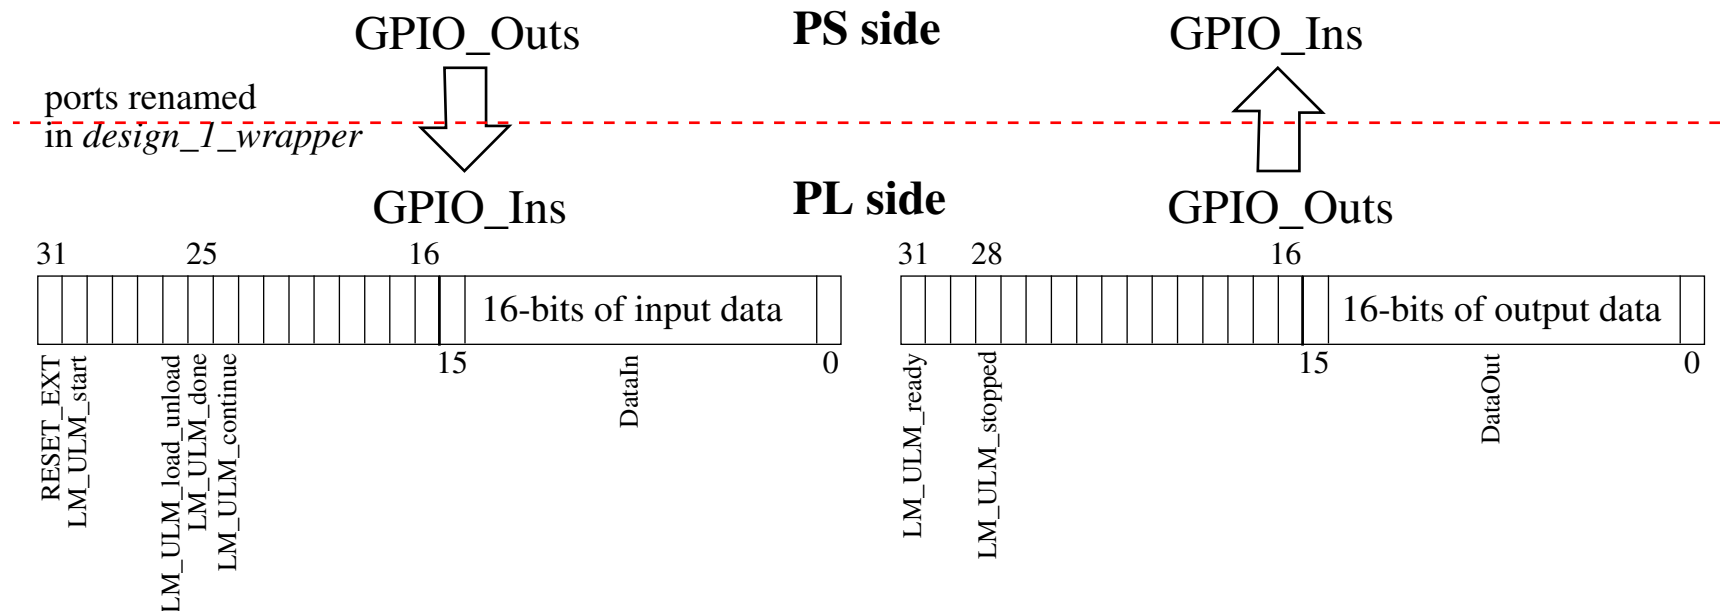 GPIO_Outs
PS side
GPIO_Ins
ports renamed
in design_1_wrapper
GPIO_Ins
PL side
GPIO_Outs
31
25
16
31
28
16
16-bits of input data
16-bits of output data
15
0
15
0
RESET_EXT
LM_ULM_start
LM_ULM_load_unload
LM_ULM_done
LM_ULM_continue
DataIn
LM_ULM_ready
LM_ULM_stopped
DataOut